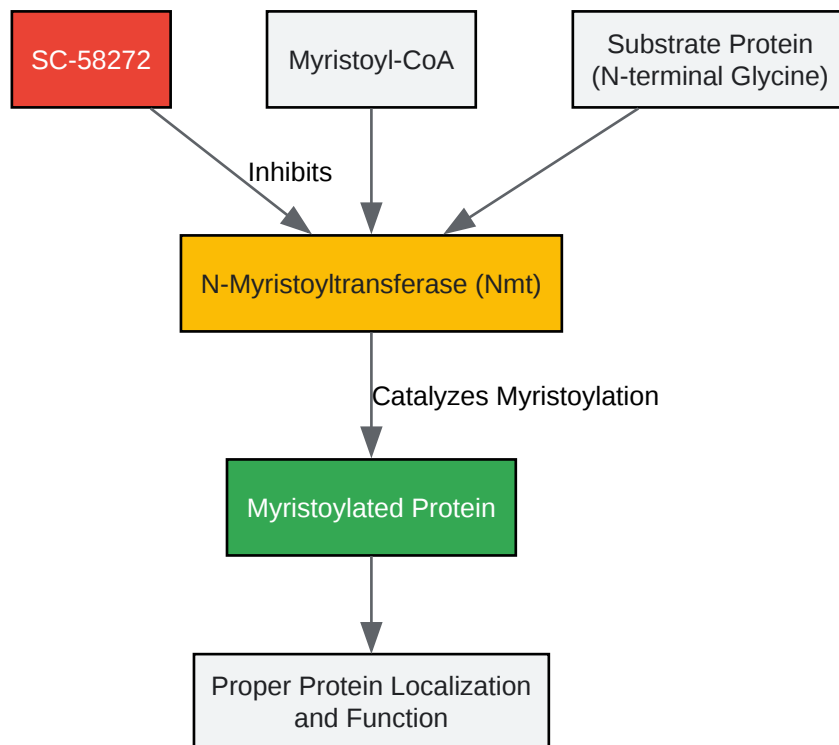 SC-58272
Myristoyl-CoA
Substrate Protein
(N-terminal Glycine)
Inhibits
N-Myristoyltransferase (Nmt)
Catalyzes Myristoylation
Myristoylated Protein
Proper Protein Localization
and Function